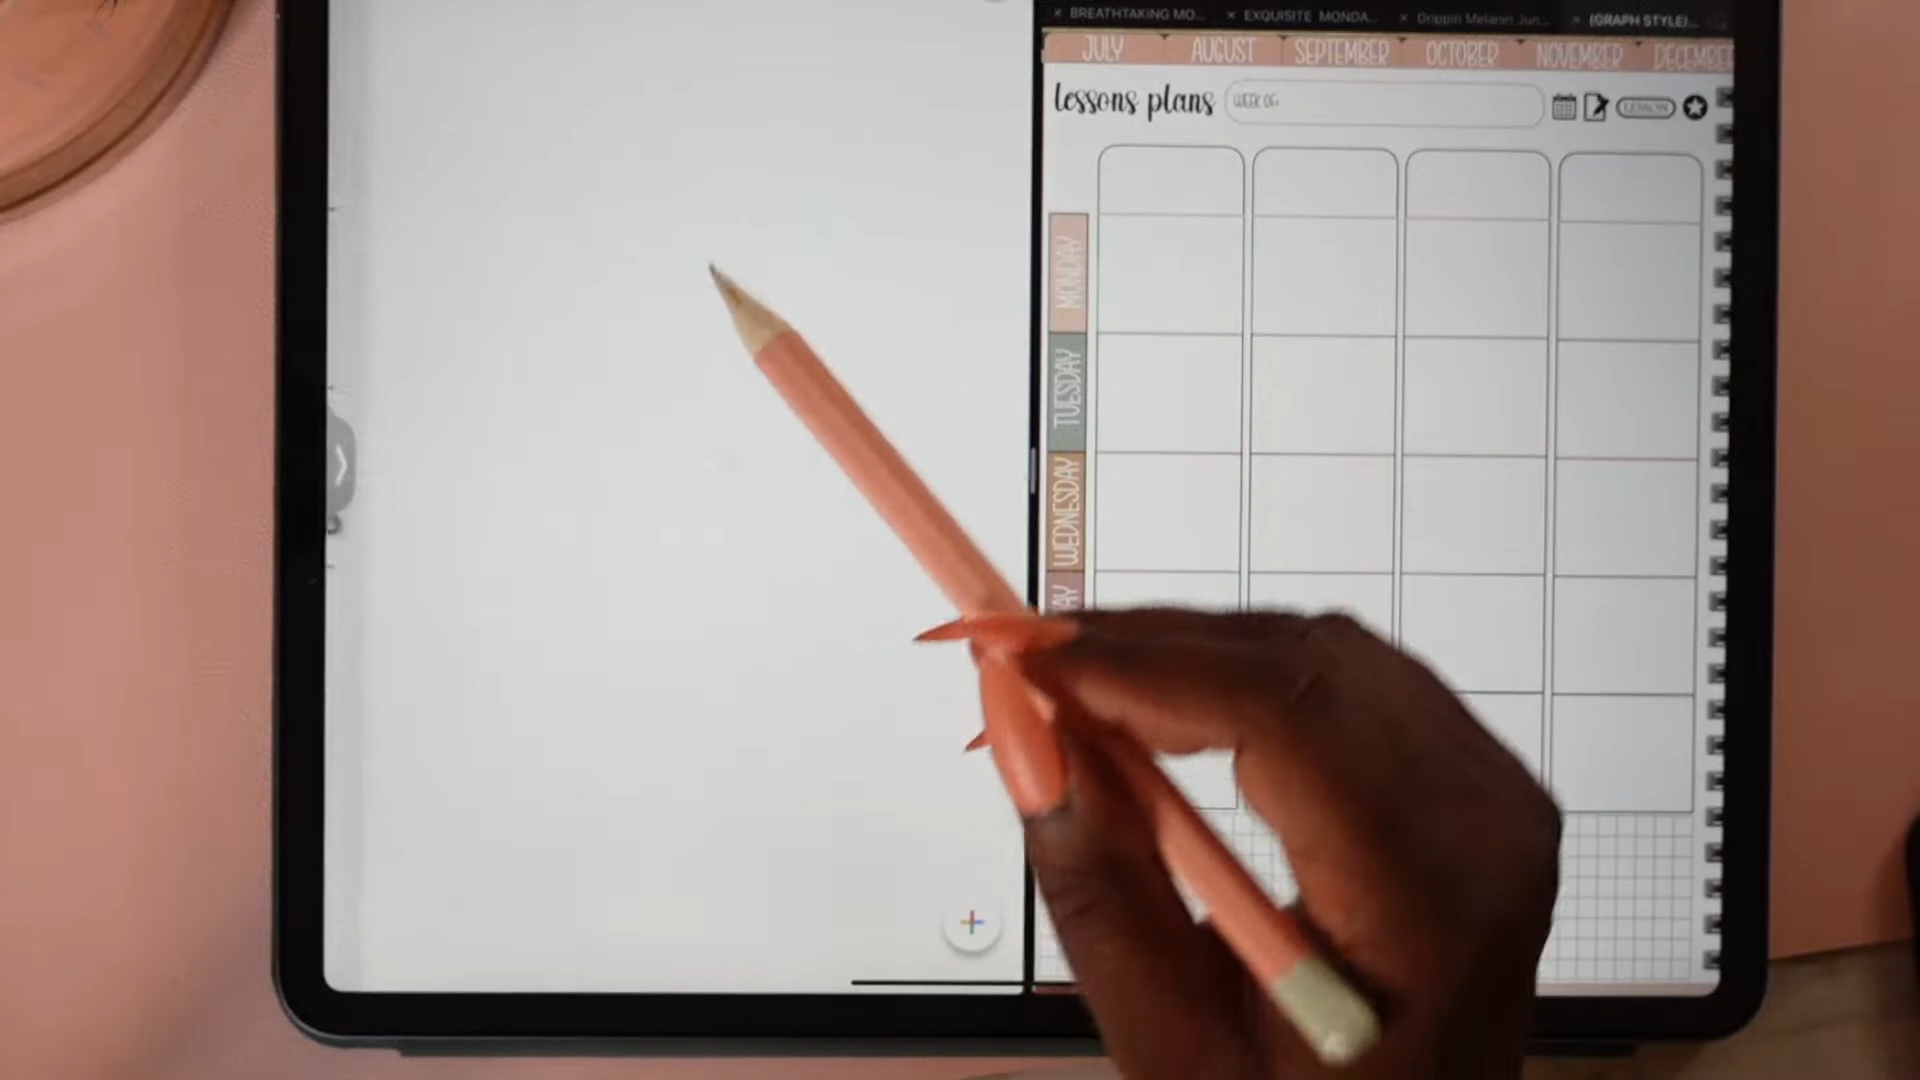 BREATHTAKING MO...
EXQUISITE MONDA...
Drippin Melanin Jun...
(GRAPH STYLE)...
JULY
AUGUST
SEPTEMBER
OCTOBER
NOVEMBER
DECEMBER
lessons plans
WEEK OF:
LESSON
MONDAY
TUESDAY
WEDNESDAY
AY